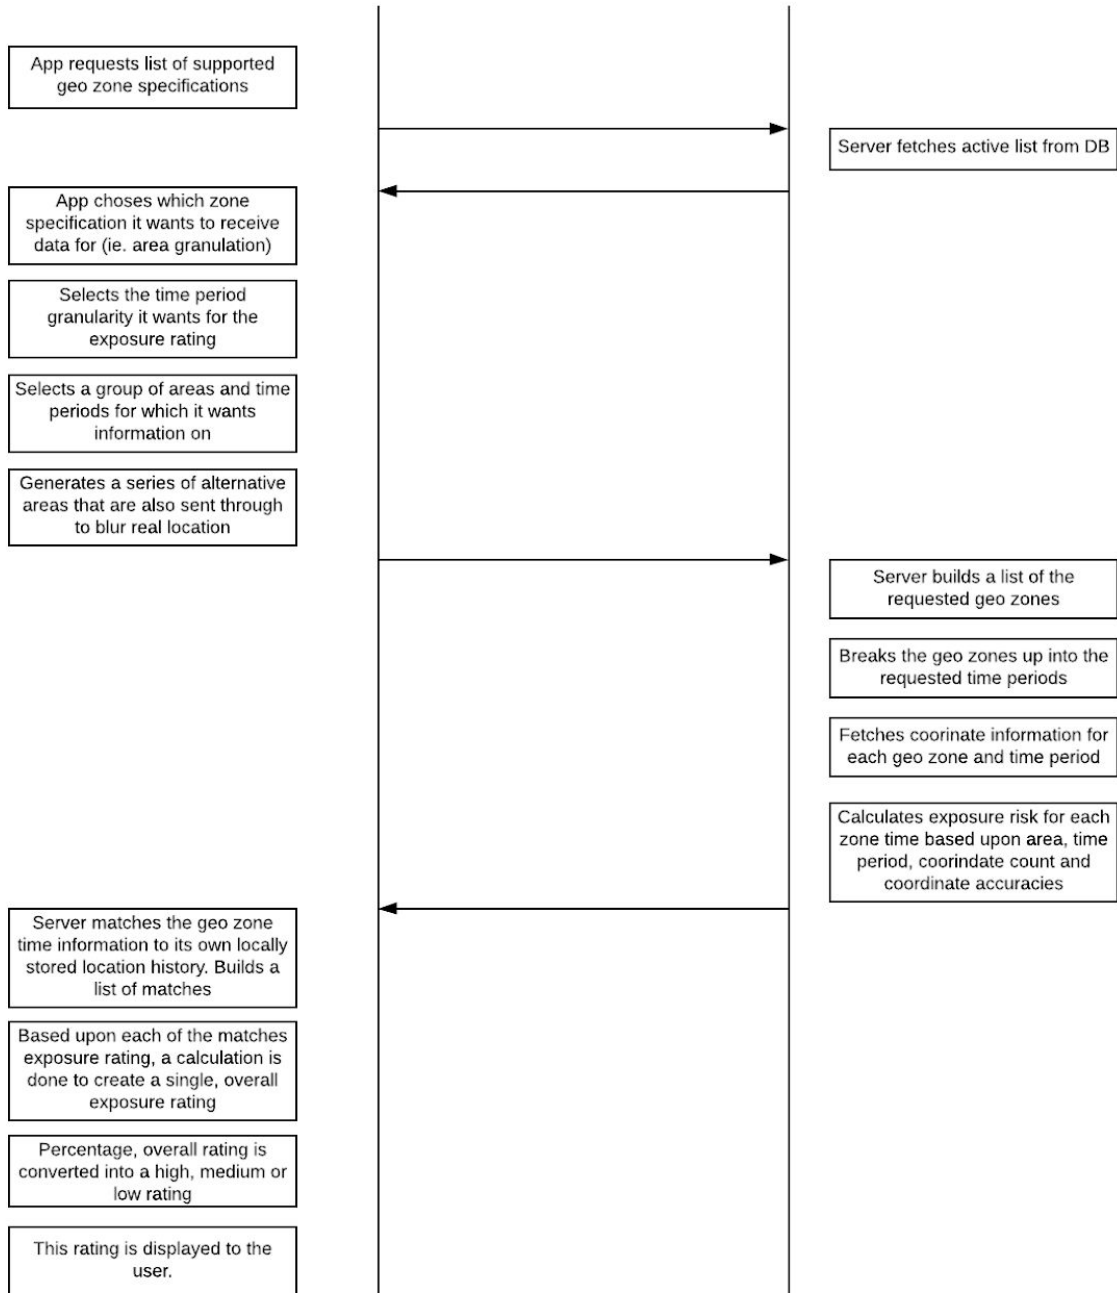 App requests list of supported
geo zone specifications
Server fetches active list from DB
App choses which zone
specification it wants to receive
data for (ie. area granulation)
Selects the time period
granularity it wants for the
exposure rating
Selects a group of areas and time
periods for which it wants
information on
Generates a series of alternative
areas that are also sent through
to blur real location
Server builds a list of the
requested geo zones
Breaks the geo zones up into the
requested time periods
Fetches coorinate information for
each geo zone and time period
Calculates exposure risk for each
zone time based upon area, time
period, coorindate count and
coordinate accuracies
Server matches the geo zone
time information to its own locally
stored location history. Builds a
list of matches
Based upon each of the matches
exposure rating, a calculation is
done to create a single, overall
exposure rating
Percentage, overall rating is
converted into a high, medium or
low rating
This rating is displayed to the
user.